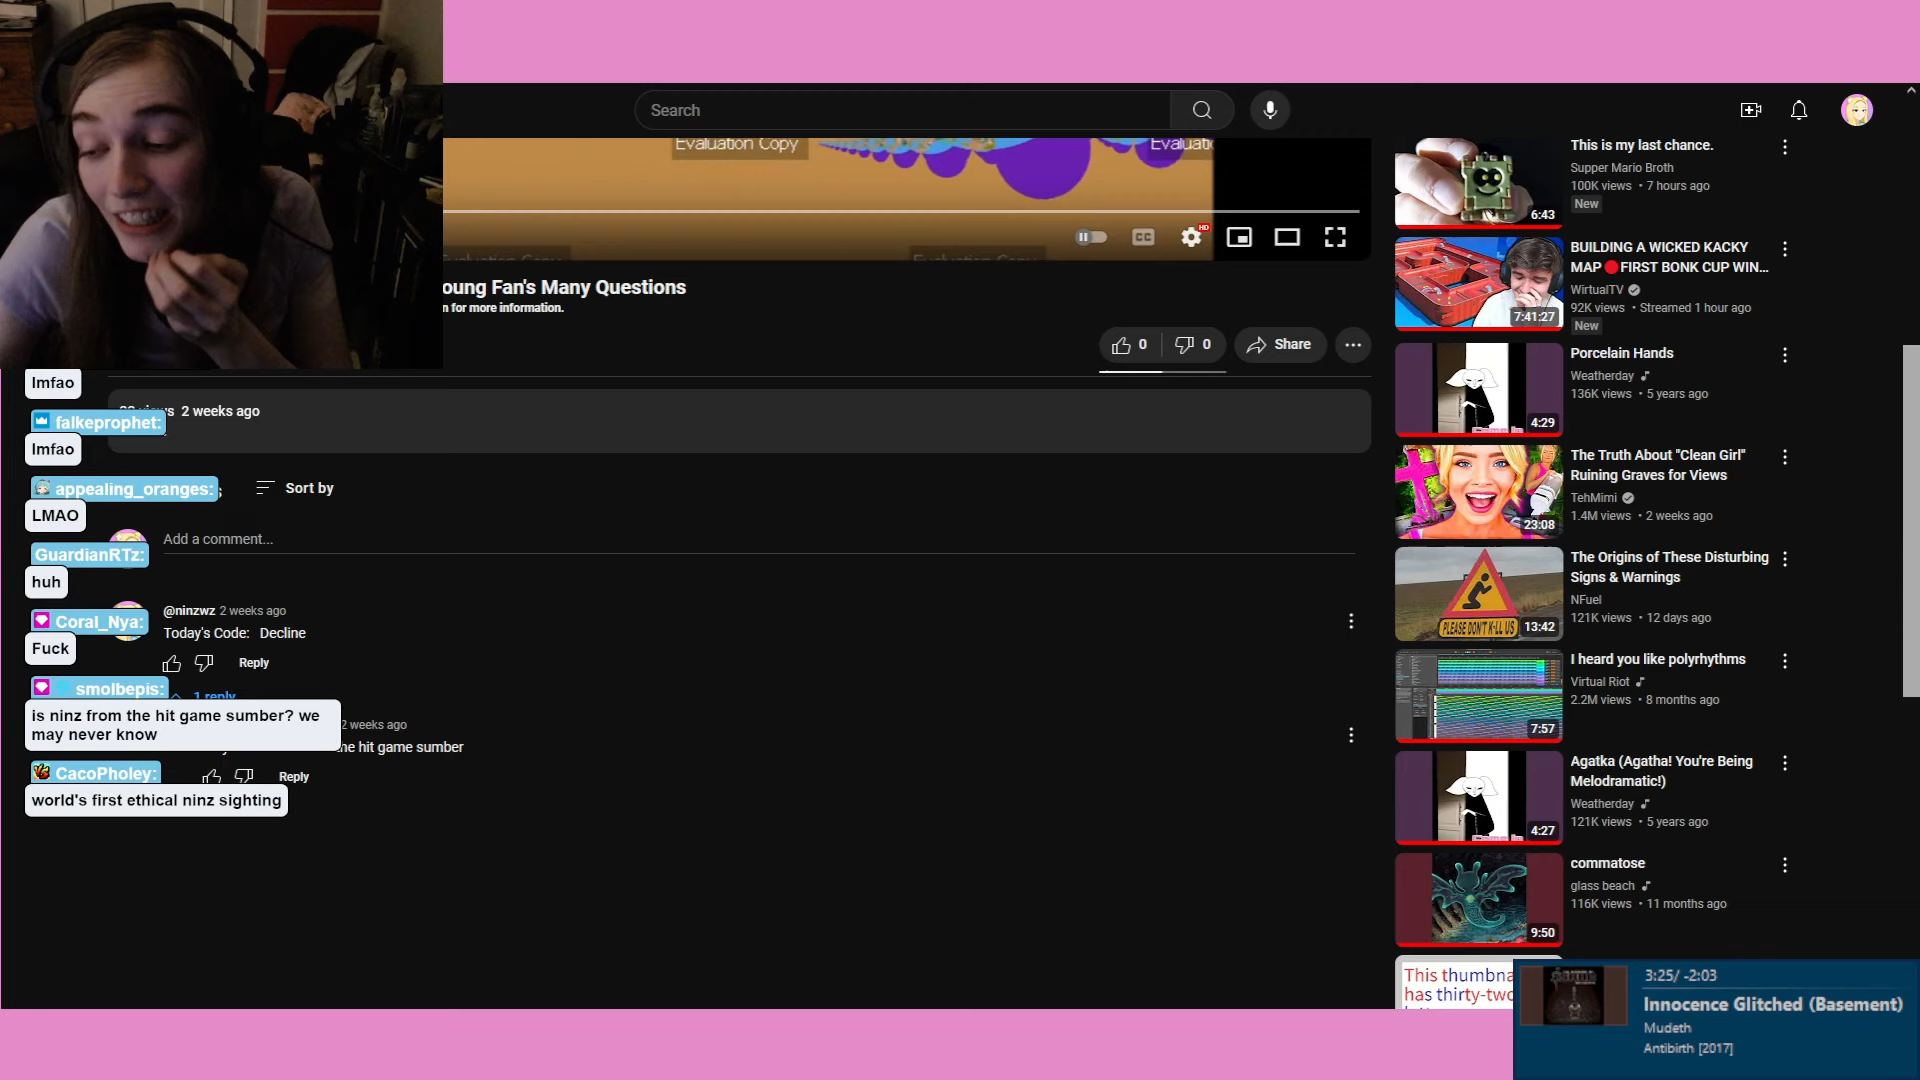 Search
Evaluation Copy
Evaluati
HD
CC
Evaluation Copy
Evaluation Copy
oung Fan's Many Questions
n for more information.
0
0
Share
views 2 weeks ago
Sort by
Add a comment...
@ninzwz 2 weeks ago
Today's Code: Decline
Reply
1 reply
2 weeks ago
the hit game sumber
Reply
lmfao
falkeprophet:
lmfao
appealing_oranges:
LMAO
GuardianRTz:
huh
Coral_Nya:
Fuck
smolbepis:
is ninz from the hit game sumber? we
may never know
CacoPholey:
world's first ethical ninz sighting
This is my last chance.
Supper Mario Broth
100K views • 7 hours ago
New
6:43
BUILDING A WICKED KACKY
MAP🔴FIRST BONK CUP WIN...
WirtualTV
92K views • Streamed 1 hour ago
New
7:41:27
Porcelain Hands
Weatherday
136K views • 5 years ago
4:29
The Truth About "Clean Girl"
Ruining Graves for Views
TehMimi
1.4M views • 2 weeks ago
23:08
The Origins of These Disturbing
Signs & Warnings
NFuel
121K views • 12 days ago
PLEASE DON'T K-LL US
13:42
I heard you like polyrhythms
Virtual Riot
2.2M views • 8 months ago
7:57
Agatka (Agatha! You're Being
Melodramatic!)
Weatherday
121K views • 5 years ago
4:27
commatose
glass beach
116K views • 11 months ago
9:50
This thumbna
has thirty-two
3:25/ -2:03
Innocence Glitched (Basement)
Mudeth
Antibirth [2017]